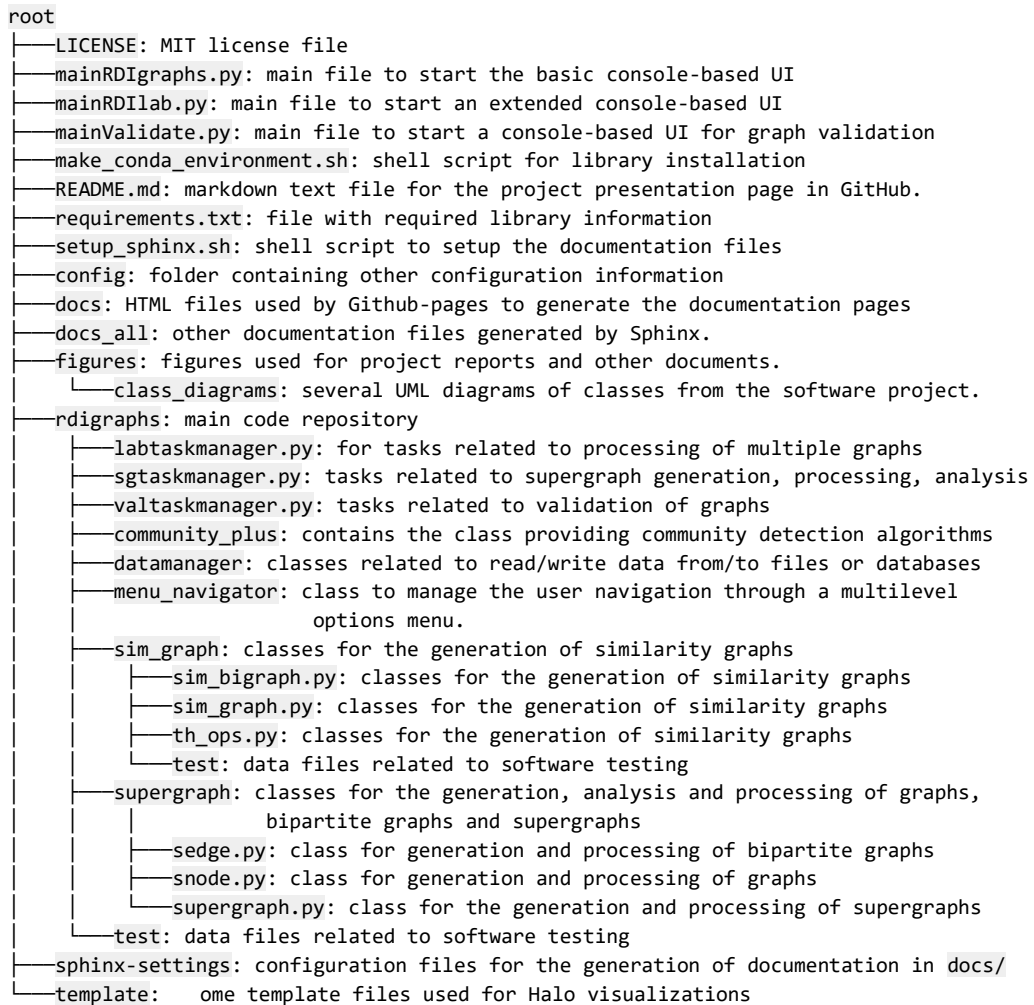 root
├───LICENSE: MIT license file
├───mainRDIgraphs.py: main file to start the basic console-based UI
├───mainRDIlab.py: main file to start an extended console-based UI
├───mainValidate.py: main file to start a console-based UI for graph validation
├───make_conda_environment.sh: shell script for library installation
├───README.md: markdown text file for the project presentation page in GitHub.
├───requirements.txt: file with required library information
├───setup_sphinx.sh: shell script to setup the documentation files
├───config: folder containing other configuration information
├───docs: HTML files used by Github-pages to generate the documentation pages
├───docs_all: other documentation files generated by Sphinx.
├───figures: figures used for project reports and other documents.
│   └───class_diagrams: several UML diagrams of classes from the software project.
├───rdigraphs: main code repository
│   ├───labtaskmanager.py: for tasks related to processing of multiple graphs
│   ├───sgtaskmanager.py: tasks related to supergraph generation, processing, analysis
│   ├───valtaskmanager.py: tasks related to validation of graphs
│   ├───community_plus: contains the class providing community detection algorithms
│   ├───datamanager: classes related to read/write data from/to files or databases
│   ├───menu_navigator: class to manage the user navigation through a multilevel
│   │                   options menu.
│   ├───sim_graph: classes for the generation of similarity graphs
│   │   ├───sim_bigraph.py: classes for the generation of similarity graphs
│   │   ├───sim_graph.py: classes for the generation of similarity graphs
│   │   ├───th_ops.py: classes for the generation of similarity graphs
│   │   └───test: data files related to software testing
│   ├───supergraph: classes for the generation, analysis and processing of graphs,
│   │   │           bipartite graphs and supergraphs
│   │   ├───sedge.py: class for generation and processing of bipartite graphs
│   │   ├───snode.py: class for generation and processing of graphs
│   │   └───supergraph.py: class for the generation and processing of supergraphs
│   └───test: data files related to software testing
├───sphinx-settings: configuration files for the generation of documentation in docs/
└───template:   ome template files used for Halo visualizations